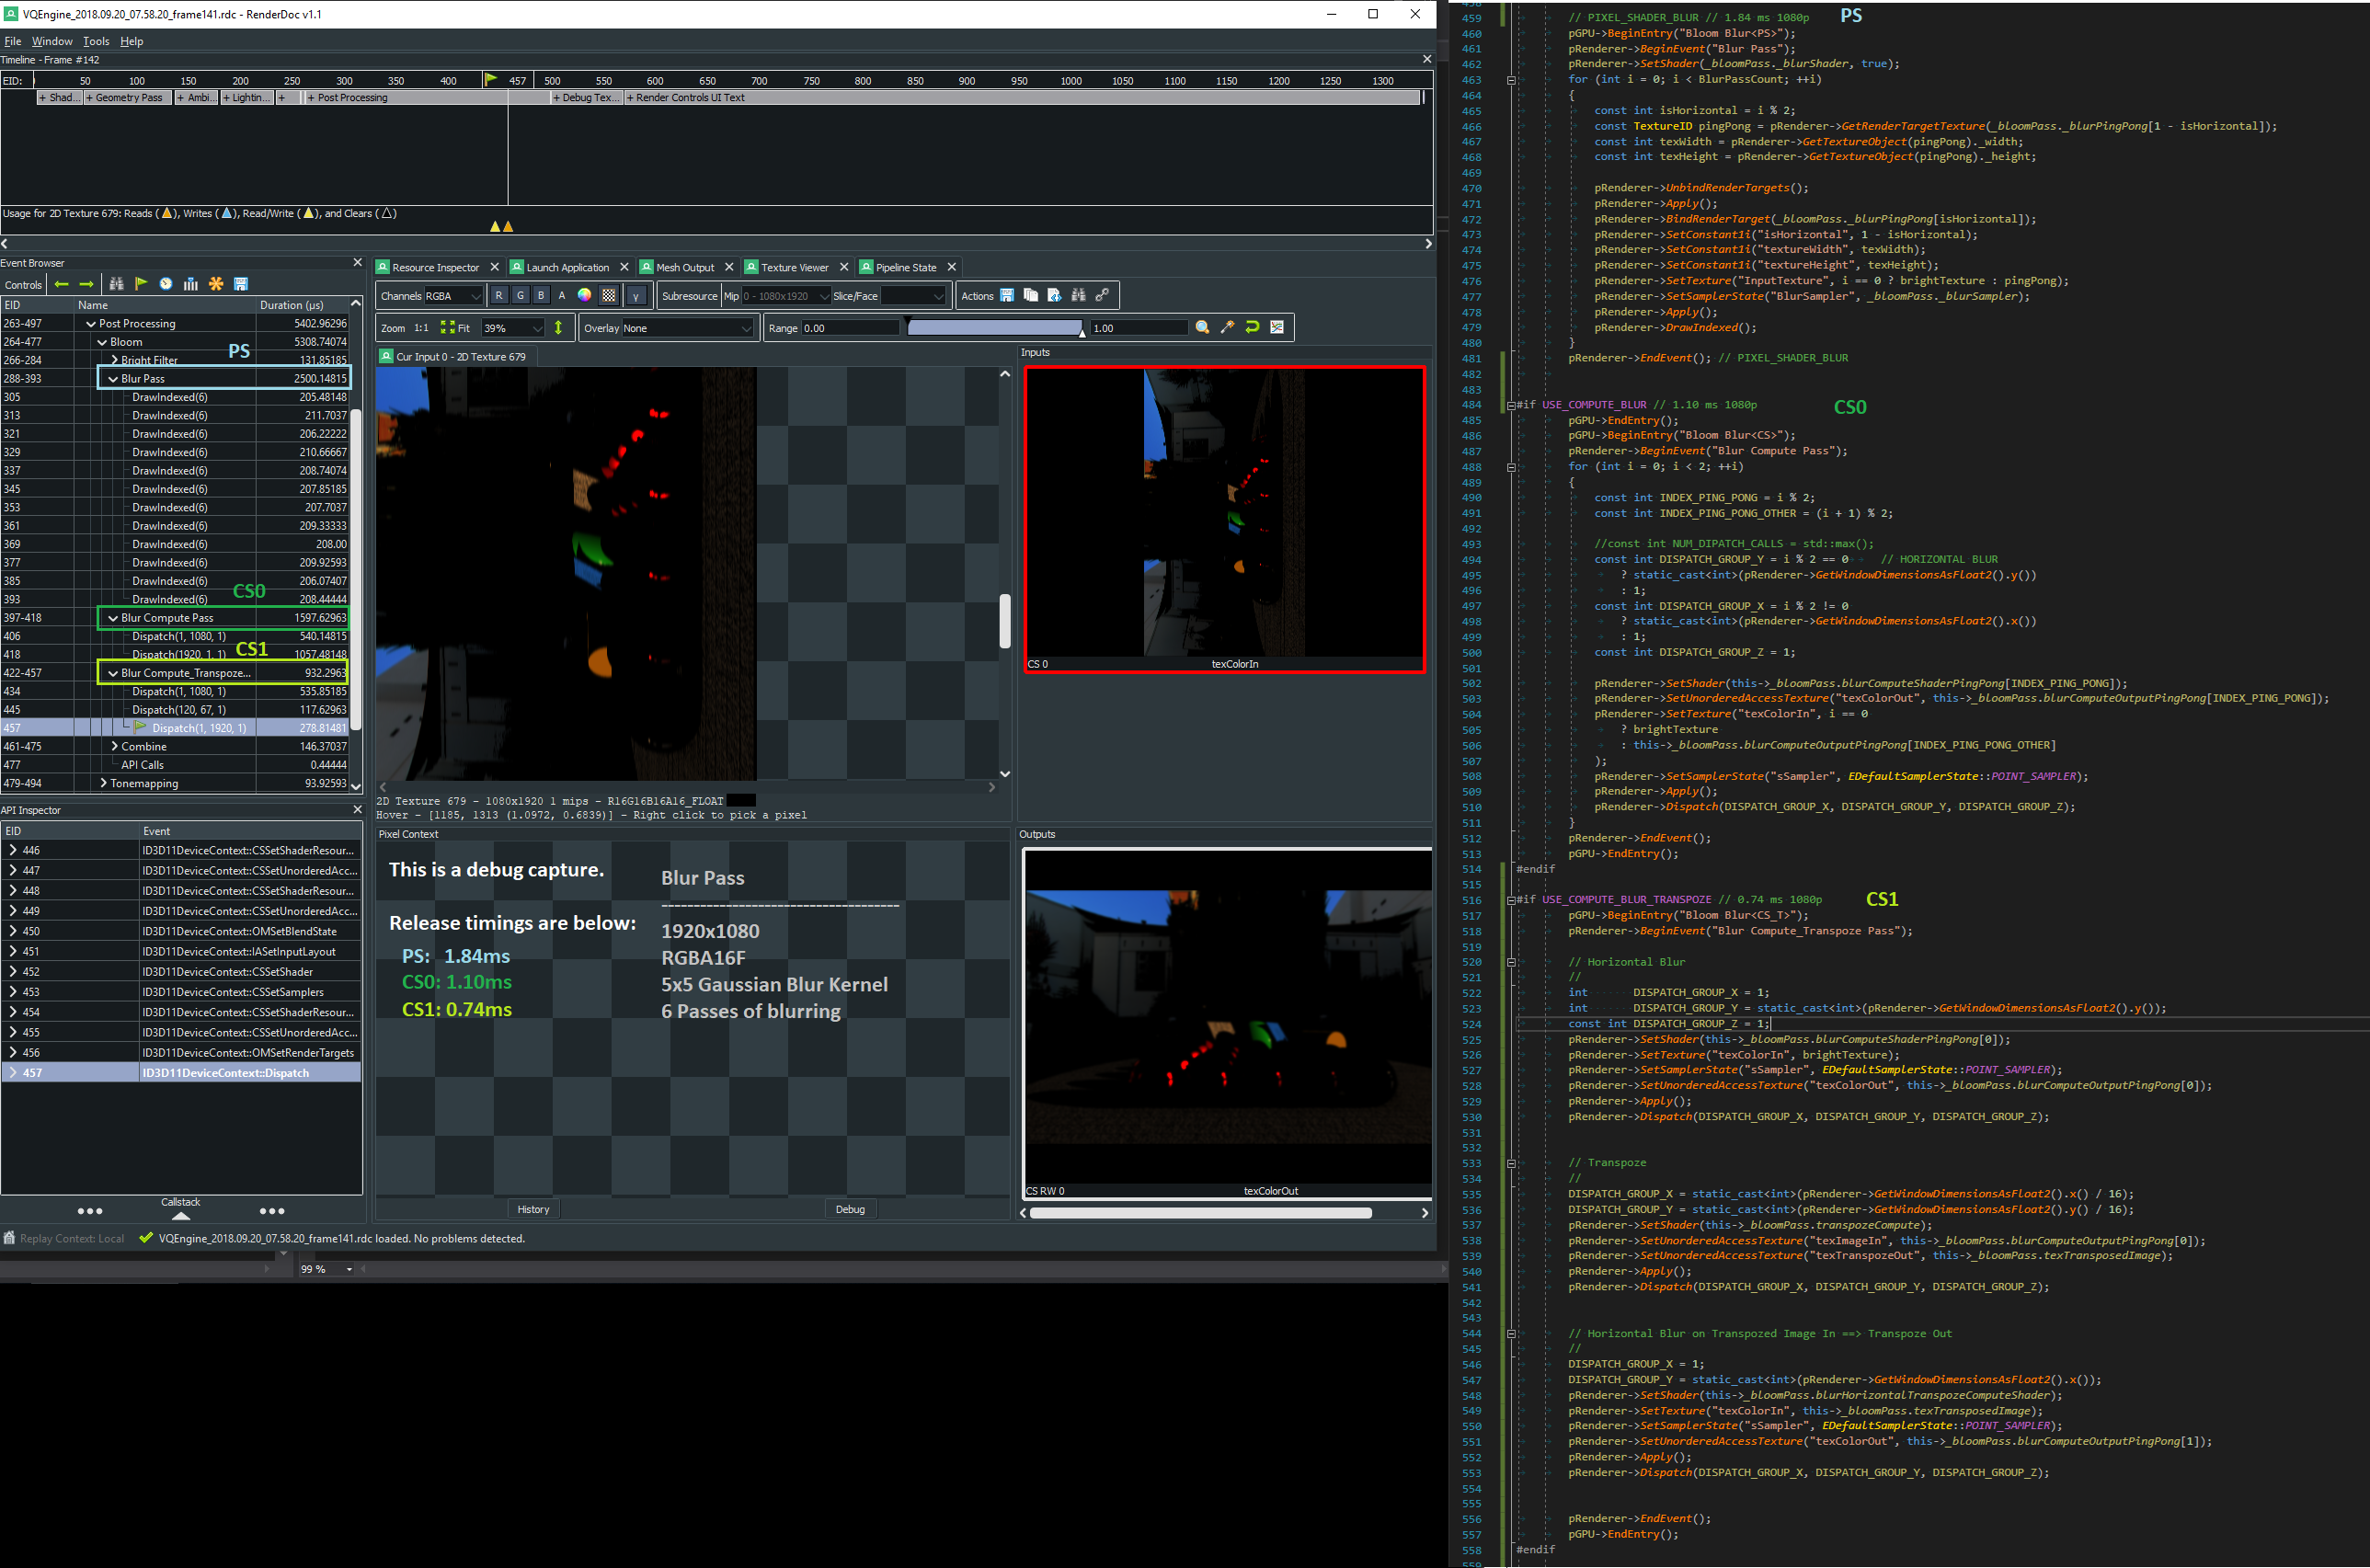 VQEngine_2018.09.20_07.58.20_frame141.rdc - RenderDoc v1.1
File Window Tools Help
Timeline - Frame #142
EID: 50 100 150 200 250 300 350 400 457 500 550 600 650 700 750 800 850 900 950 1000 1050 1100 1150 1200 1250 1300
+ Shad... + Geometry Pass + Ambi... + Lightin... + + Post Processing + Debug Tex... + Render Controls UI Text
Usage for 2D Texture 679: Reads ( ), Writes ( ), Read/Write ( ), and Clears ( )
Event Browser
Controls
EID Name Duration (µs)
263-497 Post Processing 5402.96296
264-477 Bloom 5308.74074
PS
266-284 Bright Filter 131.85185
288-393 Blur Pass 2500.14815
305 DrawIndexed(6) 205.48148
313 DrawIndexed(6) 211.7037
321 DrawIndexed(6) 206.22222
329 DrawIndexed(6) 210.66667
337 DrawIndexed(6) 208.74074
345 DrawIndexed(6) 207.85185
353 DrawIndexed(6) 207.7037
361 DrawIndexed(6) 209.33333
369 DrawIndexed(6) 208.00
377 DrawIndexed(6) 209.92593
385 DrawIndexed(6) 206.07407
CS0
393 DrawIndexed(6) 208.44444
397-418 Blur Compute Pass 1597.62963
406 Dispatch(1, 1080, 1) 540.14815
CS1
418 Dispatch(1920, 1, 1) 1057.48148
422-457 Blur Compute_Transpoze... 932.2963
434 Dispatch(1, 1080, 1) 535.85185
445 Dispatch(120, 67, 1) 117.62963
457 Dispatch(1, 1920, 1) 278.81481
461-475 Combine 146.37037
477 API Calls 0.44444
479-494 Tonemapping 93.92593
API Inspector
EID Event
446 ID3D11DeviceContext::CSSetShaderResour...
447 ID3D11DeviceContext::CSSetUnorderedAcc...
448 ID3D11DeviceContext::CSSetShaderResour...
449 ID3D11DeviceContext::CSSetUnorderedAcc...
450 ID3D11DeviceContext::OMSetBlendState
451 ID3D11DeviceContext::IASetInputLayout
452 ID3D11DeviceContext::CSSetShader
453 ID3D11DeviceContext::CSSetSamplers
454 ID3D11DeviceContext::CSSetShaderResour...
455 ID3D11DeviceContext::CSSetUnorderedAcc...
456 ID3D11DeviceContext::OMSetRenderTargets
457 ID3D11DeviceContext::Dispatch
Callstack
Replay Context: Local VQEngine_2018.09.20_07.58.20_frame141.rdc loaded. No problems detected.
99 %
Resource Inspector Launch Application Mesh Output Texture Viewer Pipeline State
Channels RGBA R G B A γ Subresource Mip 0 - 1080x1920 Slice/Face Actions
Zoom 1:1 Fit 39% Overlay None Range 0.00 1.00
Cur Input 0 - 2D Texture 679
2D Texture 679 - 1080x1920 1 mips - R16G16B16A16_FLOAT
Hover - [1185, 1313 (1.0972, 0.6839)] - Right click to pick a pixel
Inputs
CS 0 texColorIn
Pixel Context
This is a debug capture.
Release timings are below:
PS: 1.84ms
CS0: 1.10ms
CS1: 0.74ms
Blur Pass
-------------------------------------
1920x1080
RGBA16F
5x5 Gaussian Blur Kernel
6 Passes of blurring
History Debug
Outputs
CS RW 0 texColorOut
459 // PIXEL_SHADER_BLUR // 1.84 ms 1080p PS
460 pGPU->BeginEntry("Bloom Blur<PS>");
461 pRenderer->BeginEvent("Blur Pass");
462 pRenderer->SetShader(_bloomPass._blurShader, true);
463 for (int i = 0; i < BlurPassCount; ++i)
464 {
465 const int isHorizontal = i % 2;
466 const TextureID pingPong = pRenderer->GetRenderTargetTexture(_bloomPass._blurPingPong[1 - isHorizontal]);
467 const int texWidth = pRenderer->GetTextureObject(pingPong)._width;
468 const int texHeight = pRenderer->GetTextureObject(pingPong)._height;
469
470 pRenderer->UnbindRenderTargets();
471 pRenderer->Apply();
472 pRenderer->BindRenderTarget(_bloomPass._blurPingPong[isHorizontal]);
473 pRenderer->SetConstant1i("isHorizontal", 1 - isHorizontal);
474 pRenderer->SetConstant1i("textureWidth", texWidth);
475 pRenderer->SetConstant1i("textureHeight", texHeight);
476 pRenderer->SetTexture("InputTexture", i == 0 ? brightTexture : pingPong);
477 pRenderer->SetSamplerState("BlurSampler", _bloomPass._blurSampler);
478 pRenderer->Apply();
479 pRenderer->DrawIndexed();
480 }
481 pRenderer->EndEvent(); // PIXEL_SHADER_BLUR
482
483
484 #if USE_COMPUTE_BLUR // 1.10 ms 1080p CS0
485 pGPU->EndEntry();
486 pGPU->BeginEntry("Bloom Blur<CS>");
487 pRenderer->BeginEvent("Blur Compute Pass");
488 for (int i = 0; i < 2; ++i)
489 {
490 const int INDEX_PING_PONG = i % 2;
491 const int INDEX_PING_PONG_OTHER = (i + 1) % 2;
492
493 //const int NUM_DIPATCH_CALLS = std::max();
494 const int DISPATCH_GROUP_Y = i % 2 == 0 // HORIZONTAL BLUR
495 ? static_cast<int>(pRenderer->GetWindowDimensionsAsFloat2().y())
496 : 1;
497 const int DISPATCH_GROUP_X = i % 2 != 0
498 ? static_cast<int>(pRenderer->GetWindowDimensionsAsFloat2().x())
499 : 1;
500 const int DISPATCH_GROUP_Z = 1;
501
502 pRenderer->SetShader(this->_bloomPass.blurComputeShaderPingPong[INDEX_PING_PONG]);
503 pRenderer->SetUnorderedAccessTexture("texColorOut", this->_bloomPass.blurComputeOutputPingPong[INDEX_PING_PONG]);
504 pRenderer->SetTexture("texColorIn", i == 0
505 ? brightTexture
506 : this->_bloomPass.blurComputeOutputPingPong[INDEX_PING_PONG_OTHER]
507 );
508 pRenderer->SetSamplerState("sSampler", EDefaultSamplerState::POINT_SAMPLER);
509 pRenderer->Apply();
510 pRenderer->Dispatch(DISPATCH_GROUP_X, DISPATCH_GROUP_Y, DISPATCH_GROUP_Z);
511 }
512 pRenderer->EndEvent();
513 pGPU->EndEntry();
514 #endif
515
516 #if USE_COMPUTE_BLUR_TRANSPOZE // 0.74 ms 1080p CS1
517 pGPU->BeginEntry("Bloom Blur<CS_T>");
518 pRenderer->BeginEvent("Blur Compute_Transpoze Pass");
519
520 // Horizontal Blur
521 //
522 int DISPATCH_GROUP_X = 1;
523 int DISPATCH_GROUP_Y = static_cast<int>(pRenderer->GetWindowDimensionsAsFloat2().y());
524 const int DISPATCH_GROUP_Z = 1;
525 pRenderer->SetShader(this->_bloomPass.blurComputeShaderPingPong[0]);
526 pRenderer->SetTexture("texColorIn", brightTexture);
527 pRenderer->SetSamplerState("sSampler", EDefaultSamplerState::POINT_SAMPLER);
528 pRenderer->SetUnorderedAccessTexture("texColorOut", this->_bloomPass.blurComputeOutputPingPong[0]);
529 pRenderer->Apply();
530 pRenderer->Dispatch(DISPATCH_GROUP_X, DISPATCH_GROUP_Y, DISPATCH_GROUP_Z);
531
532
533 // Transpoze
534 //
535 DISPATCH_GROUP_X = static_cast<int>(pRenderer->GetWindowDimensionsAsFloat2().x() / 16);
536 DISPATCH_GROUP_Y = static_cast<int>(pRenderer->GetWindowDimensionsAsFloat2().y() / 16);
537 pRenderer->SetShader(this->_bloomPass.transpozeCompute);
538 pRenderer->SetUnorderedAccessTexture("texImageIn", this->_bloomPass.blurComputeOutputPingPong[0]);
539 pRenderer->SetUnorderedAccessTexture("texTranspozeOut", this->_bloomPass.texTransposedImage);
540 pRenderer->Apply();
541 pRenderer->Dispatch(DISPATCH_GROUP_X, DISPATCH_GROUP_Y, DISPATCH_GROUP_Z);
542
543
544 // Horizontal Blur on Transpozed Image In ==> Transpoze Out
545 //
546 DISPATCH_GROUP_X = 1;
547 DISPATCH_GROUP_Y = static_cast<int>(pRenderer->GetWindowDimensionsAsFloat2().x());
548 pRenderer->SetShader(this->_bloomPass.blurHorizontalTranspozeComputeShader);
549 pRenderer->SetTexture("texColorIn", this->_bloomPass.texTransposedImage);
550 pRenderer->SetSamplerState("sSampler", EDefaultSamplerState::POINT_SAMPLER);
551 pRenderer->SetUnorderedAccessTexture("texColorOut", this->_bloomPass.blurComputeOutputPingPong[1]);
552 pRenderer->Apply();
553 pRenderer->Dispatch(DISPATCH_GROUP_X, DISPATCH_GROUP_Y, DISPATCH_GROUP_Z);
554
555
556 pRenderer->EndEvent();
557 pGPU->EndEntry();
558 #endif